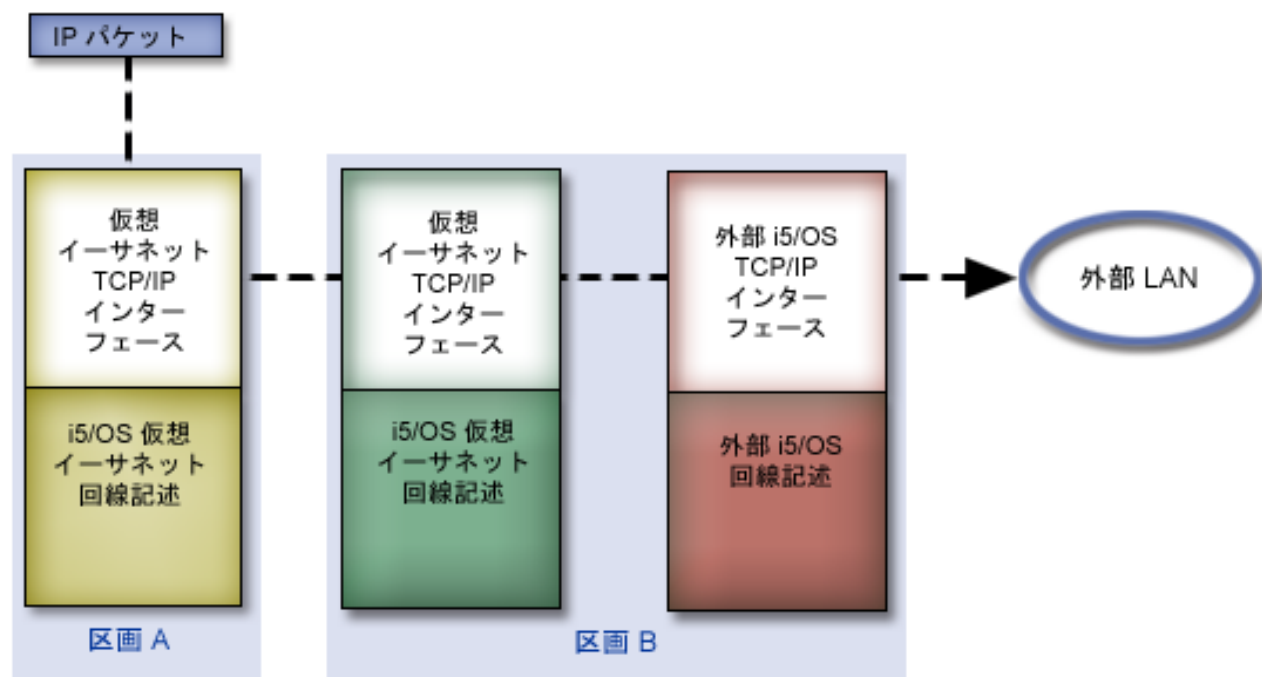 IP パケット
仮想
イーサネット
TCP/IP
インター
フェース
i5/OS 仮想
イーサネット
回線記述
区画 A
仮想
イーサネット
TCP/IP
インター
フェース
i5/OS 仮想
イーサネット
回線記述
外部 i5/OS
TCP/IP
インター
フェース
外部 i5/OS
回線記述
区画 B
外部 LAN